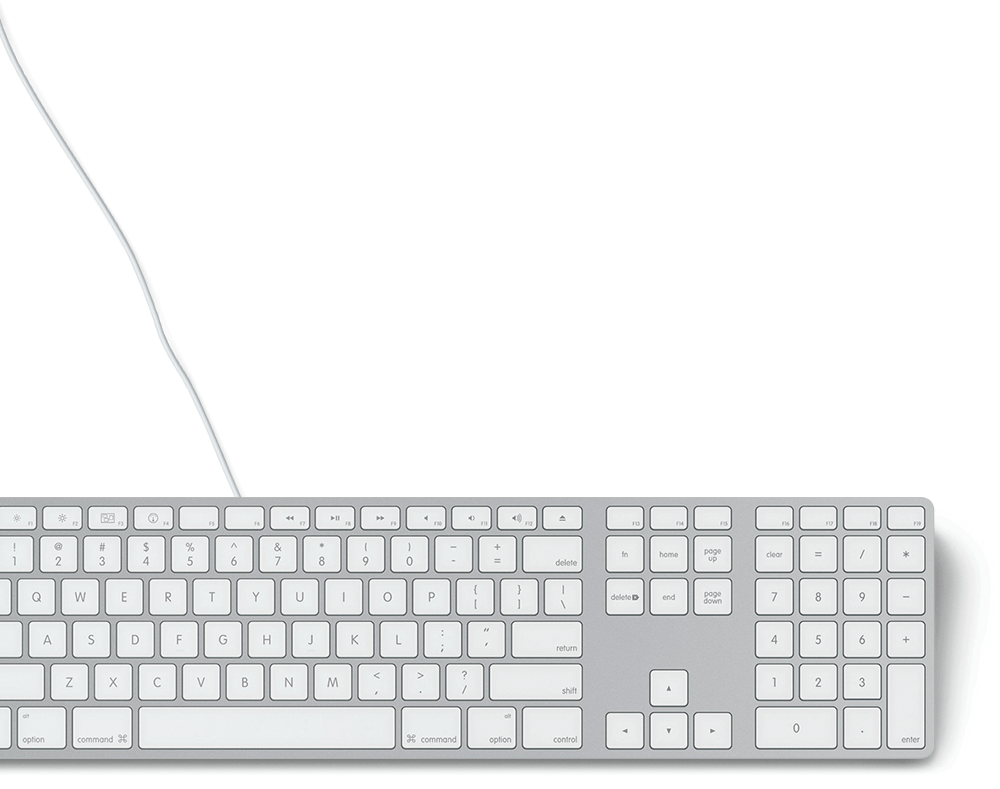 F1 F2 F3 F4 F5 F6 F7 F8 F9 F10 F11 F12 F13 F14 F15 F16 F17 F18 F19
! @ # $ % ^ & * ( ) – +
1 2 3 4 5 6 7 8 9 0 - = delete fn home page up clear = / *
{ } |
Q W E R T Y U I O P [ ] \ delete end page down 7 8 9 −
: "
A S D F G H J K L ; ' return 4 5 6 +
< > ?
Z X C V B N M , . / shift 1 2 3
alt alt
option command ⌘ ⌘ command option control 0 . enter